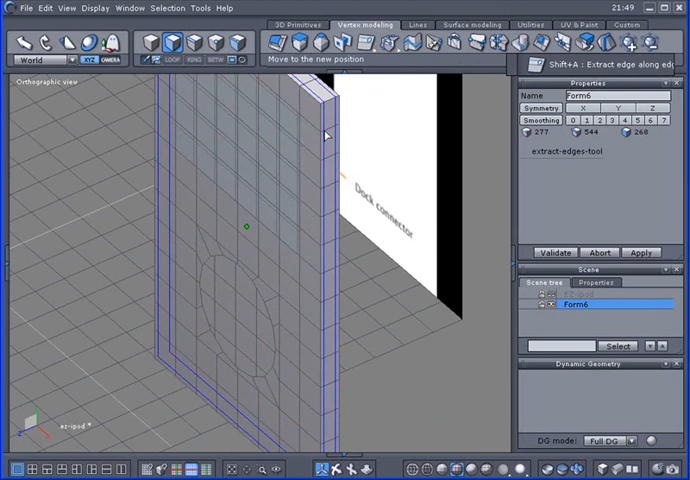 File Edit View Display Window Selection Tools Help
21:49
3D Primitives Vertex modeling Lines Surface modeling Utilities UV & Paint Custom
World XYZ CAMERA LOOP RING BETW
Move to the new position
Shift+A : Extract edge along edg
Orthographic view
Properties
Name Form6
Symmetry X Y Z
Smoothing 0 1 2 3 4 5 6 7 8
277 544 268
extract-edges-tool
Dock connector
Validate Abort Apply
Scene
Scene tree Properties
Form6
Select
Dynamic Geometry
ez-ipod *
DG mode: Full DG